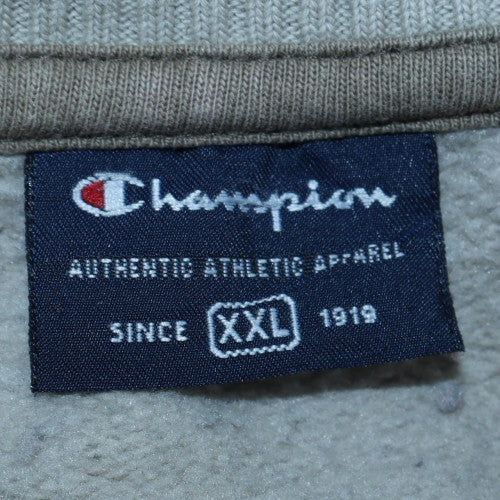 Champion
AUTHENTIC ATHLETIC APPAREL
SINCE XXL 1919